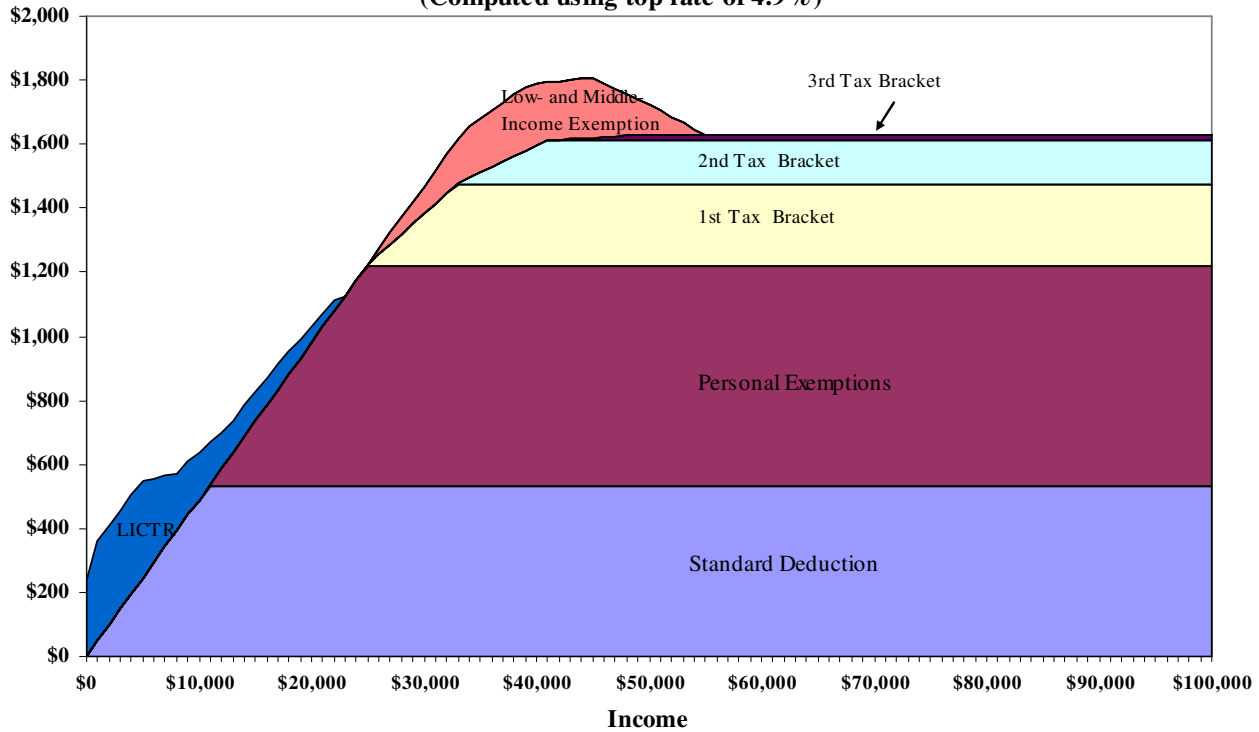 (Computed using top rate of 4.9%)
$2,000
$1,800
$1,600
$1,400
$1,200
$1,000
$800
$600
$400
$200
$0
3rd Tax Bracket
Low- and Middle-
Income Exemption
2nd Tax Bracket
1st Tax Bracket
Personal Exemptions
LICTR
Standard Deduction
$0 $10,000 $20,000 $30,000 $40,000 $50,000 $60,000 $70,000 $80,000 $90,000 $100,000
Income